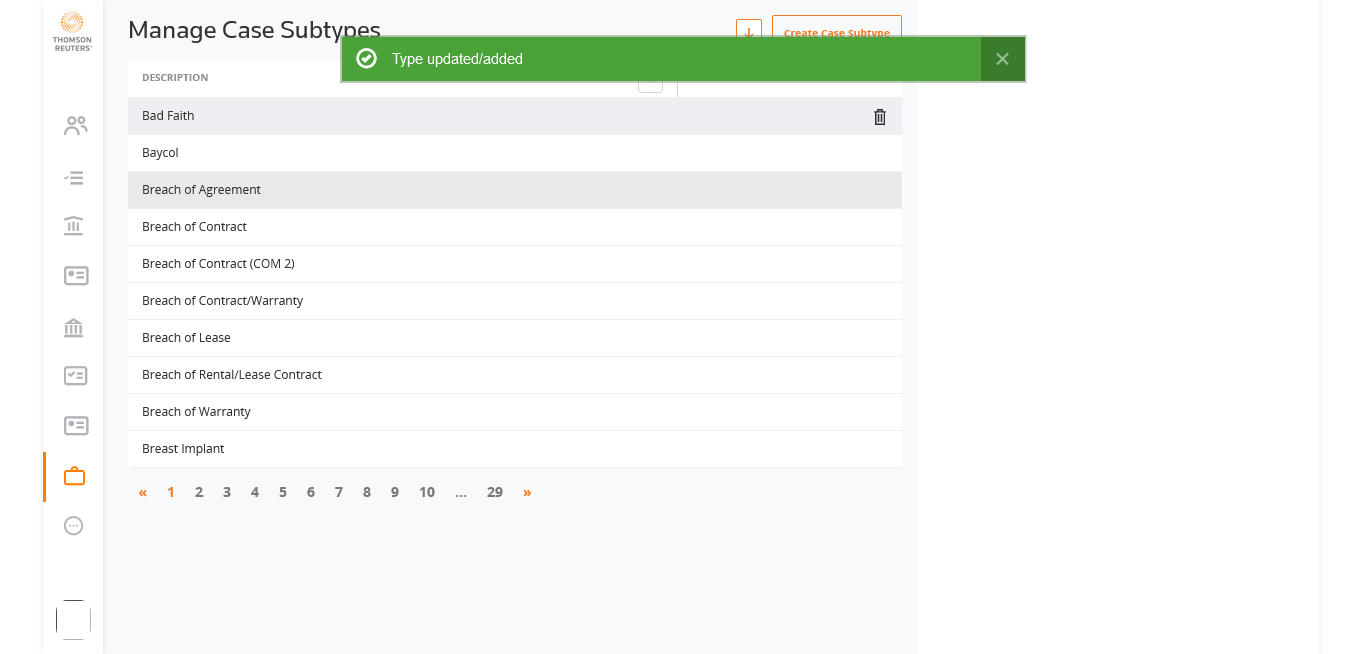 THOMSON
REUTERS®
Manage Case Subtypes
Create Case Subtype
Type updated/added
DESCRIPTION
Bad Faith
Baycol
Breach of Agreement
Breach of Contract
Breach of Contract (COM 2)
Breach of Contract/Warranty
Breach of Lease
Breach of Rental/Lease Contract
Breach of Warranty
Breast Implant
« 1 2 3 4 5 6 7 8 9 10 ... 29 »